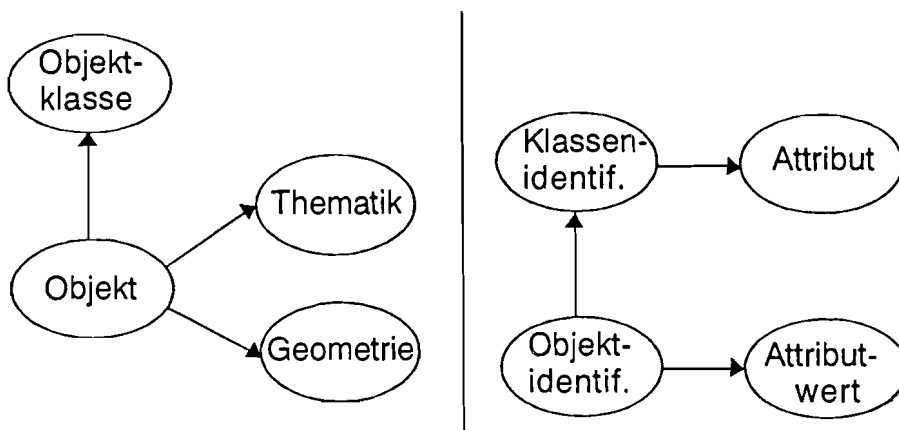 Objekt-
klasse
Thematik
Objekt
Geometrie
Klassen-
identif.
Attribut
Objekt-
identif.
Attribut-
wert